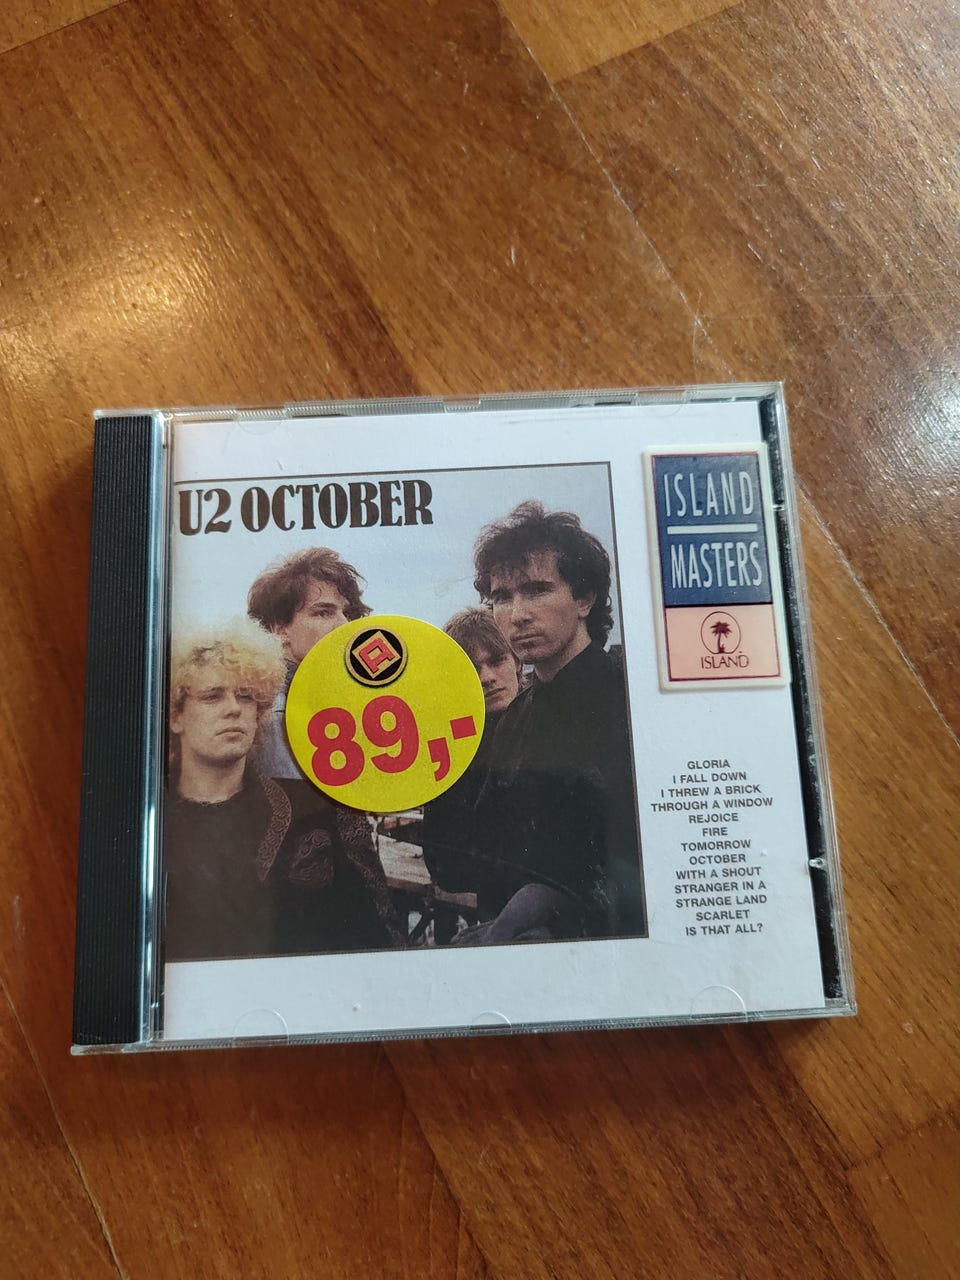 U2 OCTOBER
89,-
ISLAND
MASTERS
ISLAND
GLORIA
I FALL DOWN
I THREW A BRICK
THROUGH A WINDOW
REJOICE
FIRE
TOMORROW
OCTOBER
WITH A SHOUT
STRANGER IN A
STRANGE LAND
SCARLET
IS THAT ALL?